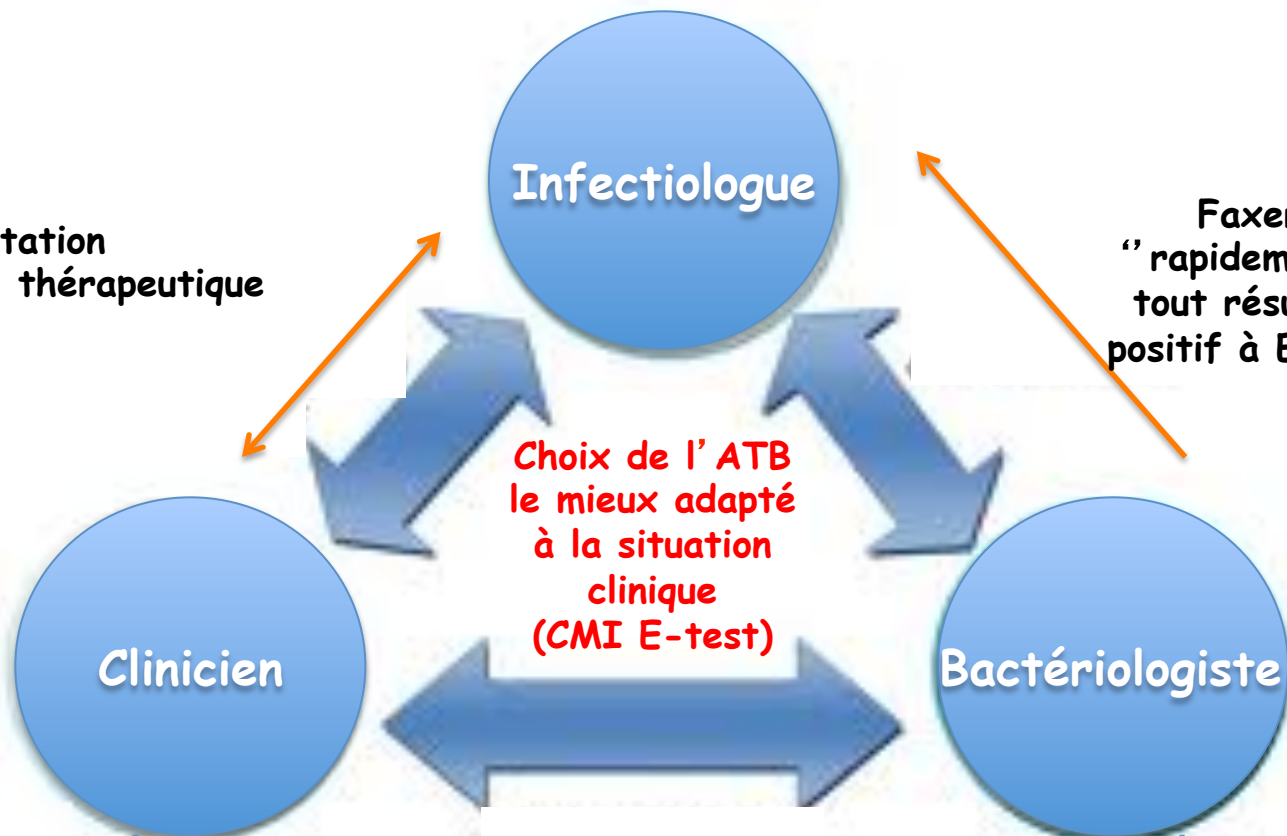 Infectiologue
tation
thérapeutique
Faxer
‘’rapidem
tout résu
positif à E
Choix de l’ATB
le mieux adapté
à la situation
clinique
(CMI E-test)
Clinicien
Bactériologiste